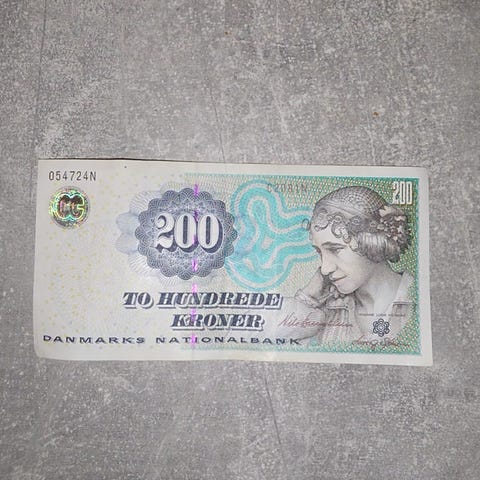 054724N
C2081N
200
200
TO HUNDREDE
KRONER
DANMARKS NATIONALBANK